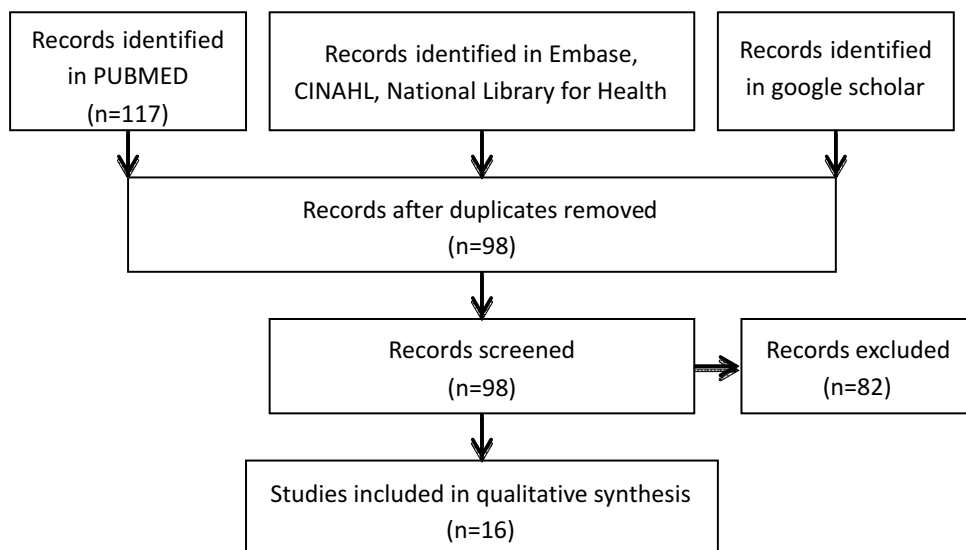 Records identified
in PUBMED
(n=117)
Records identified in Embase,
CINAHL, National Library for Health
Records identified
in google scholar
Records after duplicates removed
(n=98)
Records screened
(n=98)
Records excluded
(n=82)
Studies included in qualitative synthesis
(n=16)